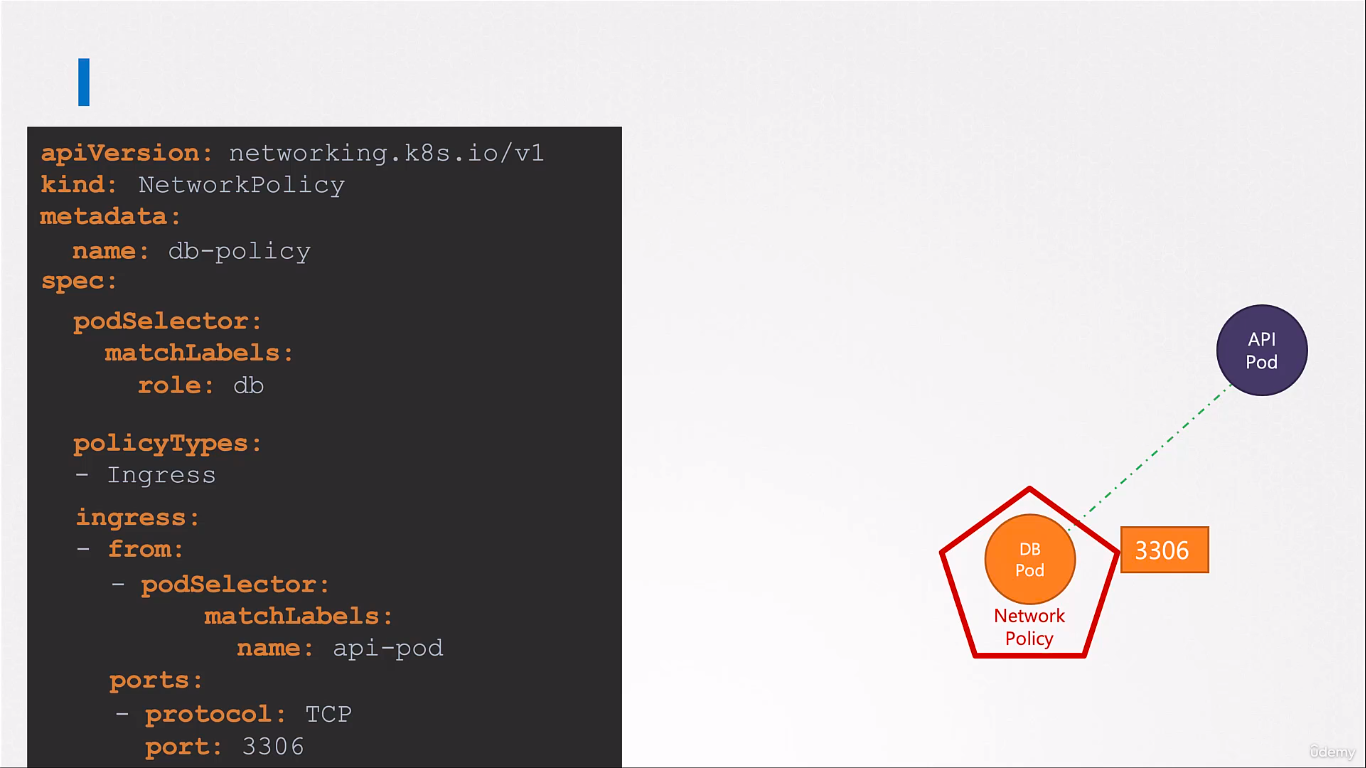 apiVersion: networking.k8s.io/v1
kind: NetworkPolicy
metadata:
  name: db-policy
spec:
  podSelector:
    matchLabels:
      role: db
  policyTypes:
  - Ingress
  ingress:
  - from:
    - podSelector:
          matchLabels:
            name: api-pod
    ports:
    - protocol: TCP
      port: 3306
API
Pod
DB
Pod
3306
Network
Policy
ûdemy